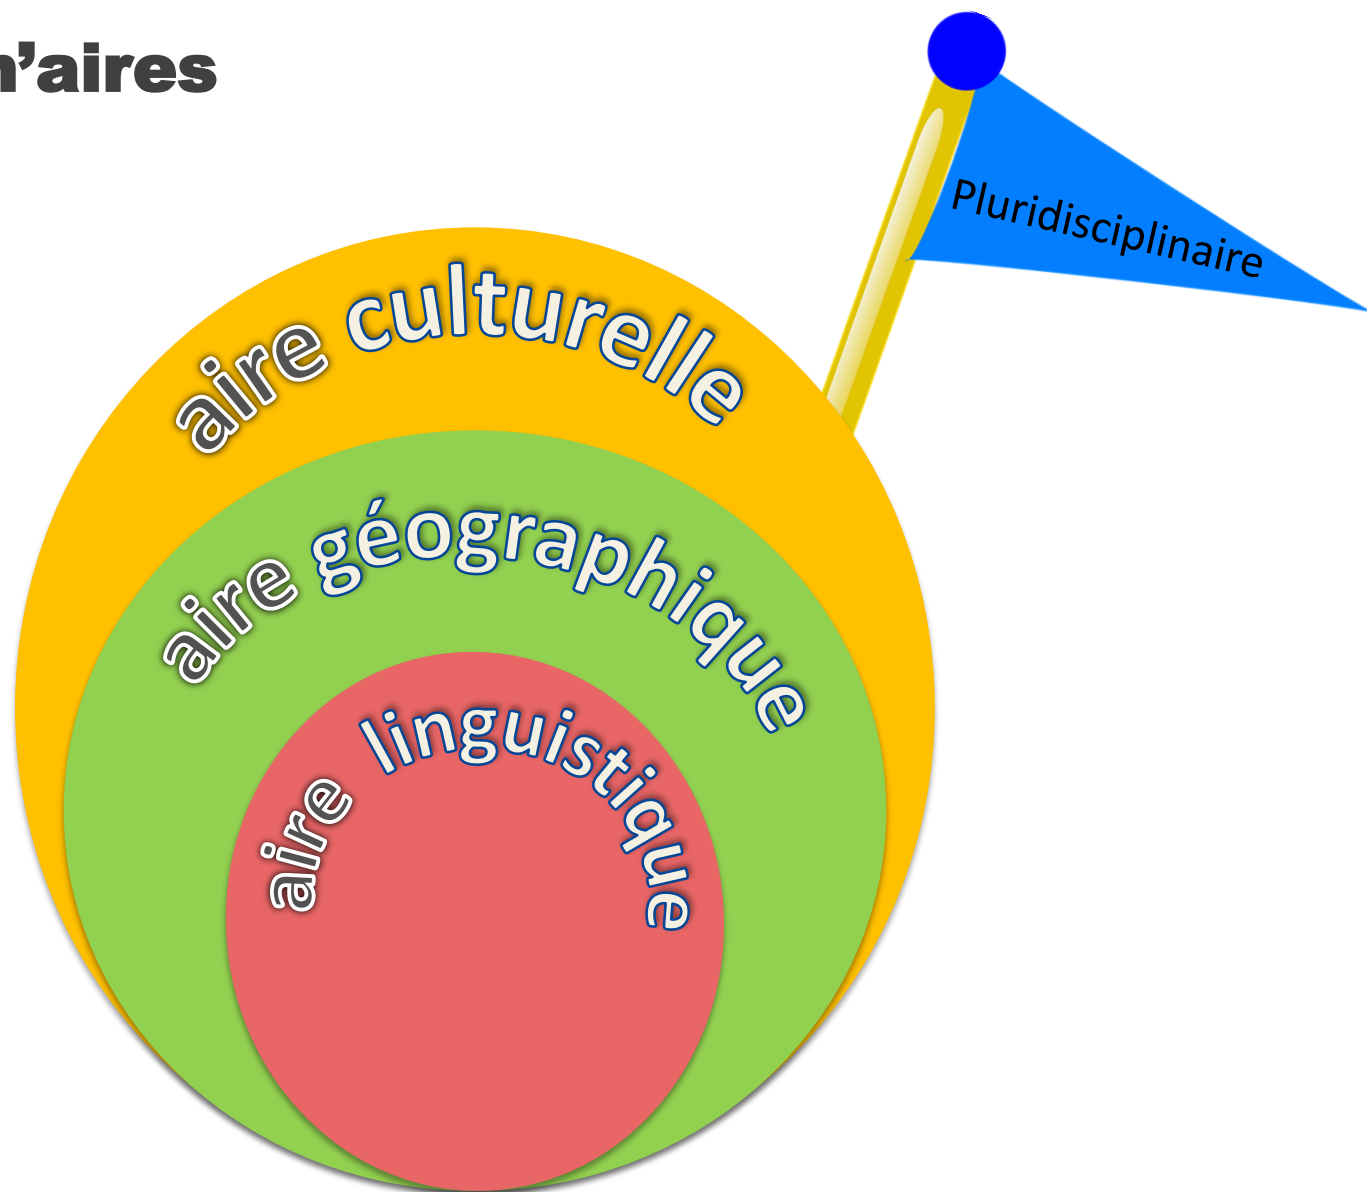 n’aires
Pluridisciplinaire
aire culturelle
aire géographique
aire linguistique